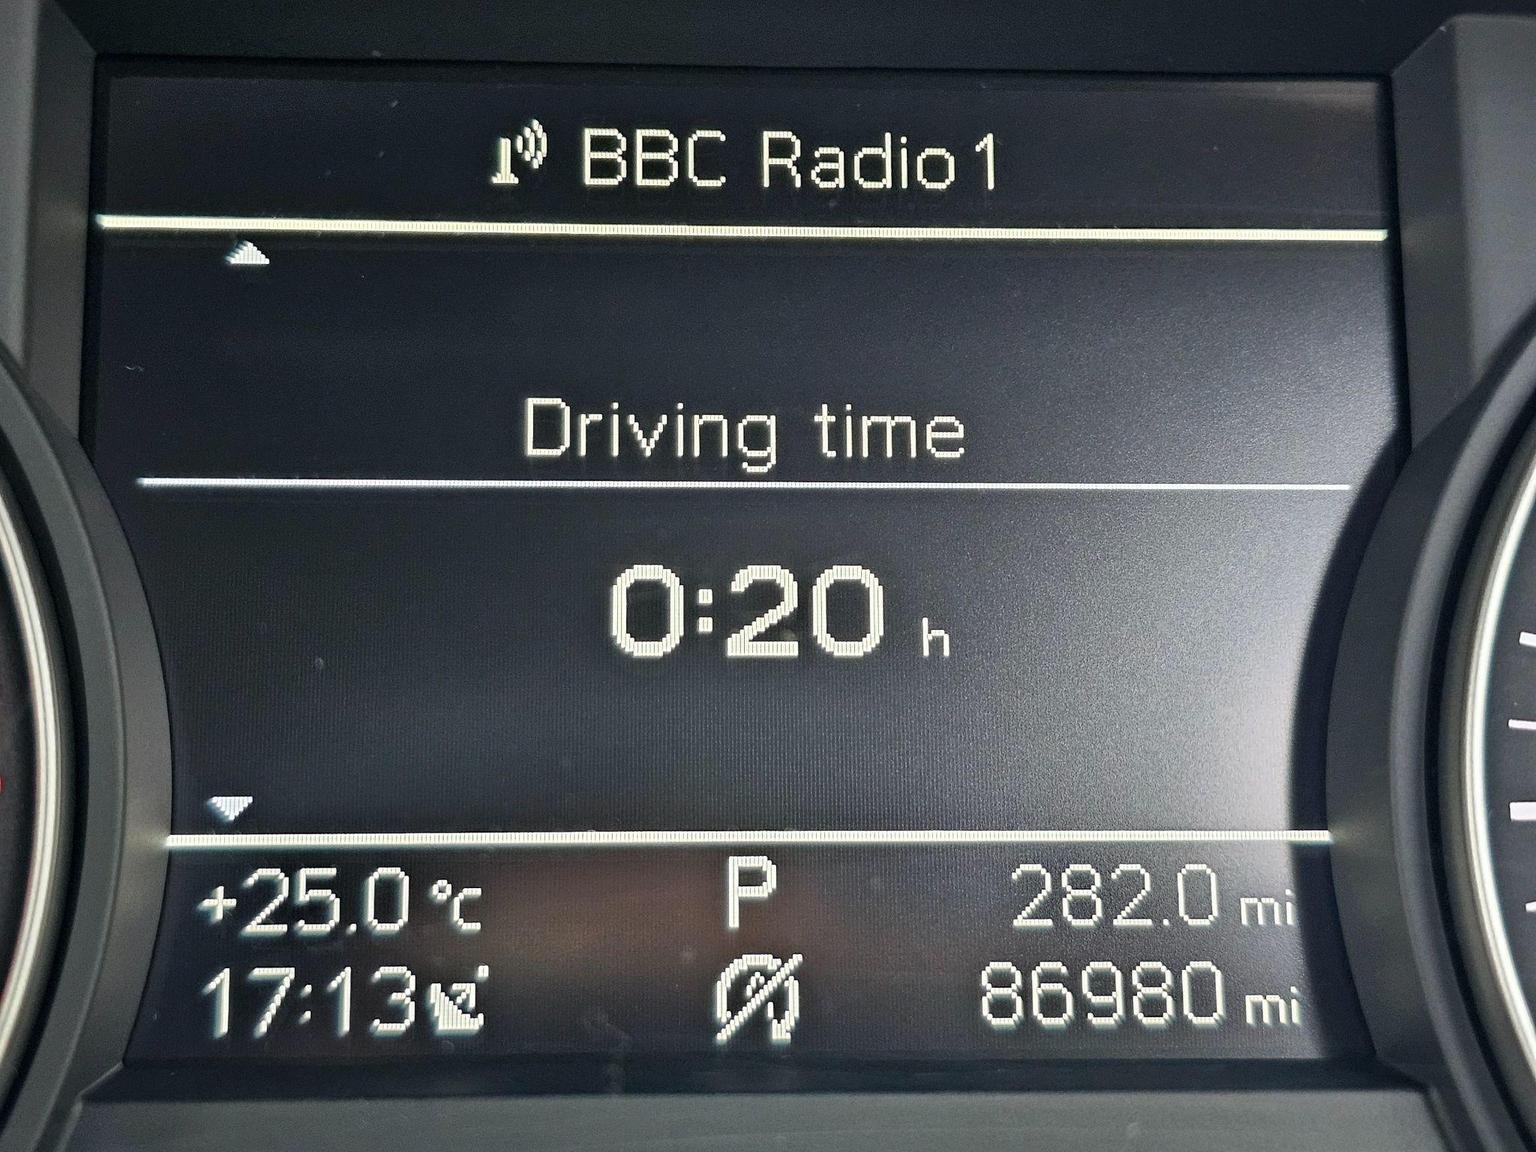 BBC Radio 1
Driving time
0:20 h
+25.0 °C P 282.0 mi
17:13 86980 mi